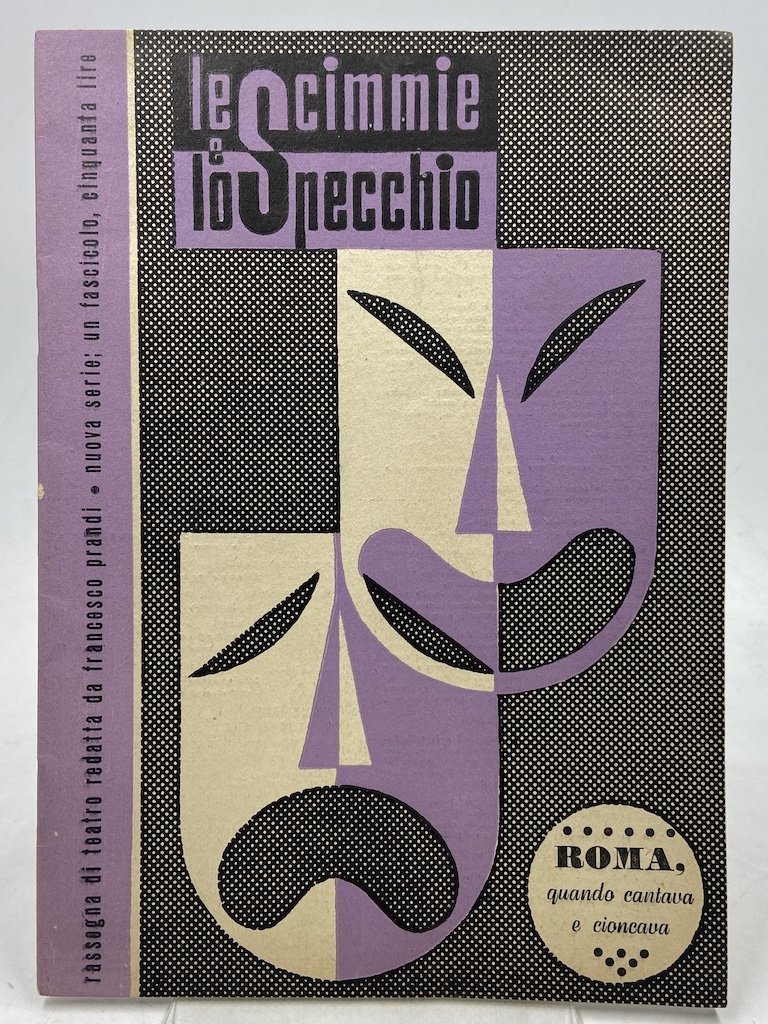 le Scimmie
e
lo Specchio
rassegna di teatro redatta da francesco prandi • nuova serie; un fascicolo, cinquanta lire
ROMA,
quando cantava
e cioncava